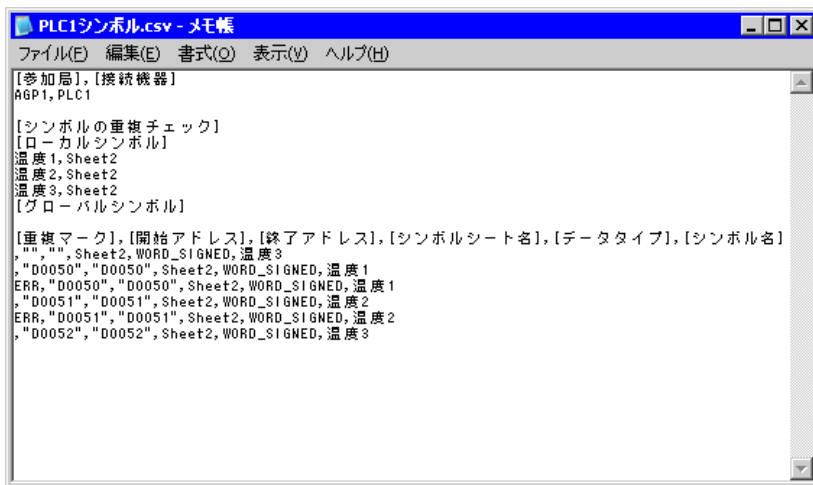 PLC1シンボル.csv - メモ帳
ファイル(F) 編集(E) 書式(O) 表示(V) ヘルプ(H)
[参加局],[接続機器]
AGP1,PLC1
[シンボルの重複チェック]
[ローカルシンボル]
温度1,Sheet2
温度2,Sheet2
温度3,Sheet2
[グローバルシンボル]
[重複マーク],[開始アドレス],[終了アドレス],[シンボルシート名],[データタイプ],[シンボル名]
,"","",Sheet2,WORD_SIGNED,温度3
,"D0050","D0050",Sheet2,WORD_SIGNED,温度1
ERR,"D0050","D0050",Sheet2,WORD_SIGNED,温度1
,"D0051","D0051",Sheet2,WORD_SIGNED,温度2
ERR,"D0051","D0051",Sheet2,WORD_SIGNED,温度2
,"D0052","D0052",Sheet2,WORD_SIGNED,温度3